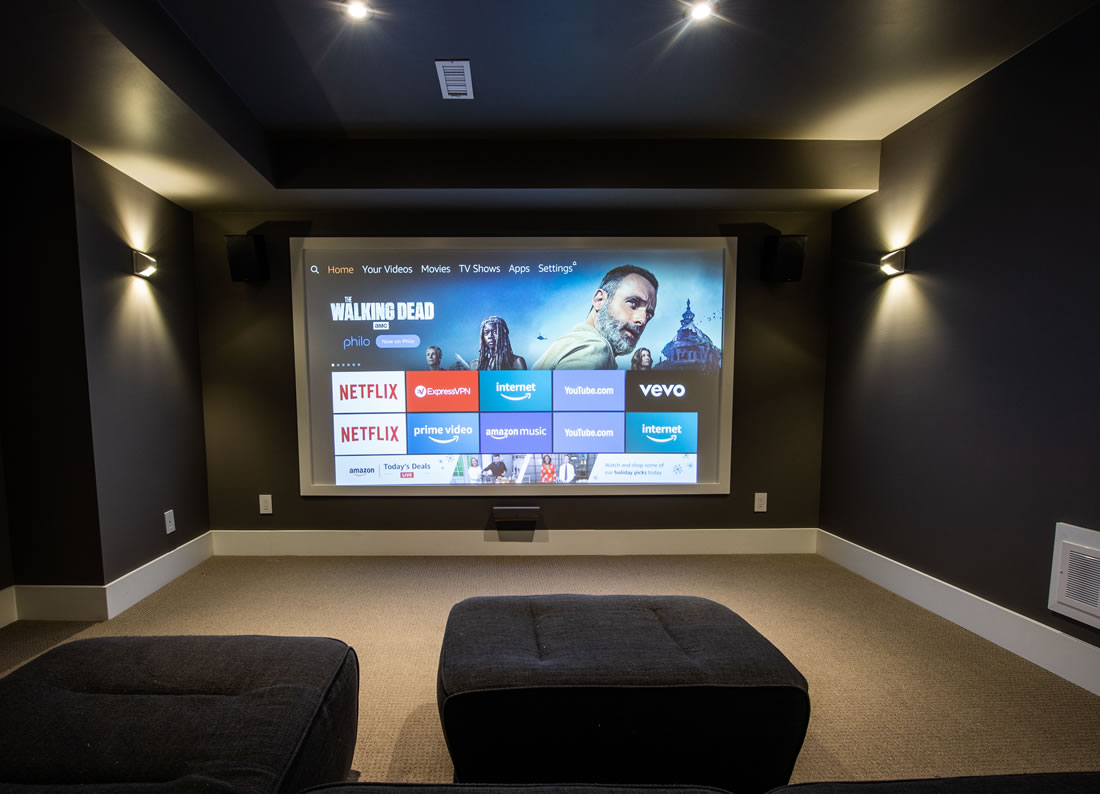 Home Your Videos Movies TV Shows Apps Settings
THE
WALKING DEAD
amc
philo Now on Philo
NETFLIX ExpressVPN internet YouTube.com vevo
NETFLIX prime video amazon music YouTube.com internet
amazon Today's Deals Watch and shop some of
LIVE our holiday picks today